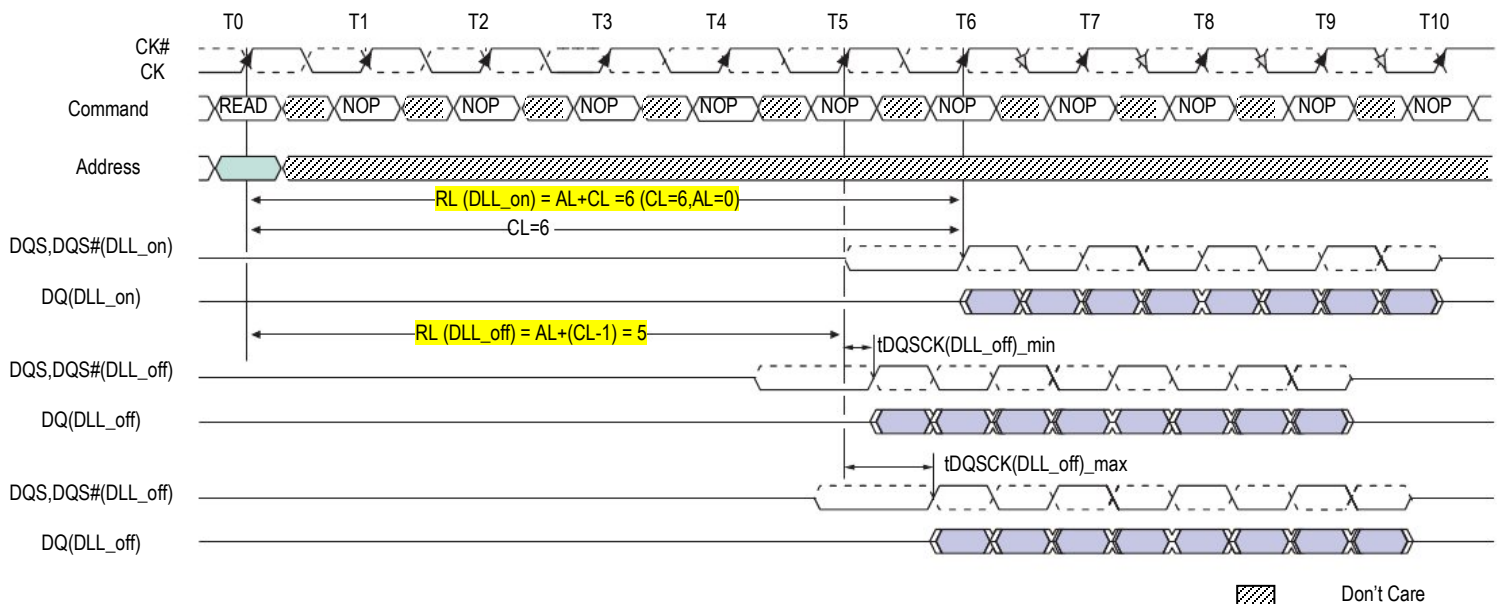 T0 T1 T2 T3 T4 T5 T6 T7 T8 T9 T10
CK#
CK
Command READ NOP NOP NOP NOP NOP NOP NOP NOP NOP NOP
Address
RL (DLL_on) = AL+CL =6 (CL=6,AL=0)
CL=6
DQS,DQS#(DLL_on)
DQ(DLL_on)
RL (DLL_off) = AL+(CL-1) = 5
tDQSCK(DLL_off)_min
DQS,DQS#(DLL_off)
DQ(DLL_off)
tDQSCK(DLL_off)_max
DQS,DQS#(DLL_off)
DQ(DLL_off)
Don't Care